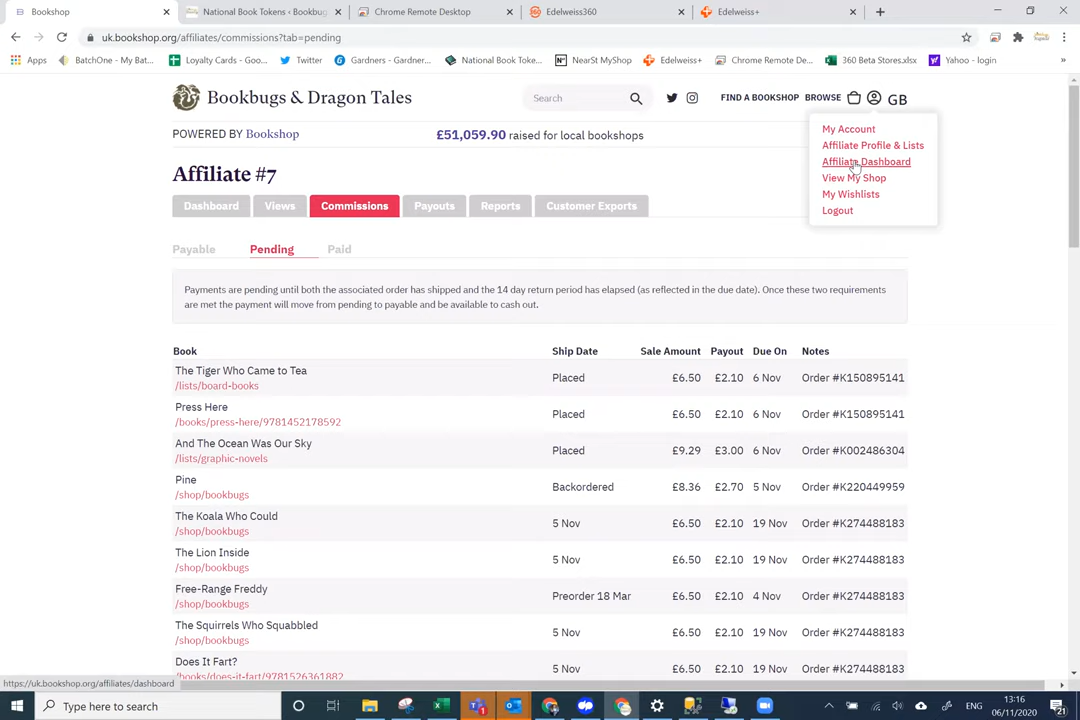 Bookshop
National Book Tokens ‹ Bookbug
Chrome Remote Desktop
Edelweiss360
Edelweiss+
uk.bookshop.org/affiliates/commissions?tab=pending
Apps
BatchOne - My Bat...
Loyalty Cards - Goo...
Twitter
Gardners - Gardner...
National Book Toke...
NearSt MyShop
Edelweiss+
Chrome Remote De...
360 Beta Stores.xlsx
Yahoo - login
Bookbugs & Dragon Tales
Search
FIND A BOOKSHOP
BROWSE
GB
POWERED BY Bookshop
£51,059.90 raised for local bookshops
My Account
Affiliate Profile & Lists
Affiliate Dashboard
View My Shop
My Wishlists
Logout
Affiliate #7
Dashboard
Views
Commissions
Payouts
Reports
Customer Exports
Payable
Pending
Paid
Payments are pending until both the associated order has shipped and the 14 day return period has elapsed (as reflected in the due date). Once these two requirements
are met the payment will move from pending to payable and be available to cash out.
Book Ship Date Sale Amount Payout Due On Notes
The Tiger Who Came to Tea
/lists/board-books
Placed £6.50 £2.10 6 Nov Order #K150895141
Press Here
/books/press-here/9781452178592
Placed £6.50 £2.10 6 Nov Order #K150895141
And The Ocean Was Our Sky
/lists/graphic-novels
Placed £9.29 £3.00 6 Nov Order #K002486304
Pine
/shop/bookbugs
Backordered £8.36 £2.70 5 Nov Order #K220449959
The Koala Who Could
/shop/bookbugs
5 Nov £6.50 £2.10 19 Nov Order #K274488183
The Lion Inside
/shop/bookbugs
5 Nov £6.50 £2.10 19 Nov Order #K274488183
Free-Range Freddy
/shop/bookbugs
Preorder 18 Mar £6.50 £2.10 4 Nov Order #K274488183
The Squirrels Who Squabbled
/shop/bookbugs
5 Nov £6.50 £2.10 19 Nov Order #K274488183
Does It Fart?
/books/does-it-fart/9781526361882
5 Nov £6.50 £2.10 19 Nov Order #K274488183
https://uk.bookshop.org/affiliates/dashboard
Type here to search
ENG
13:16
06/11/2020
21